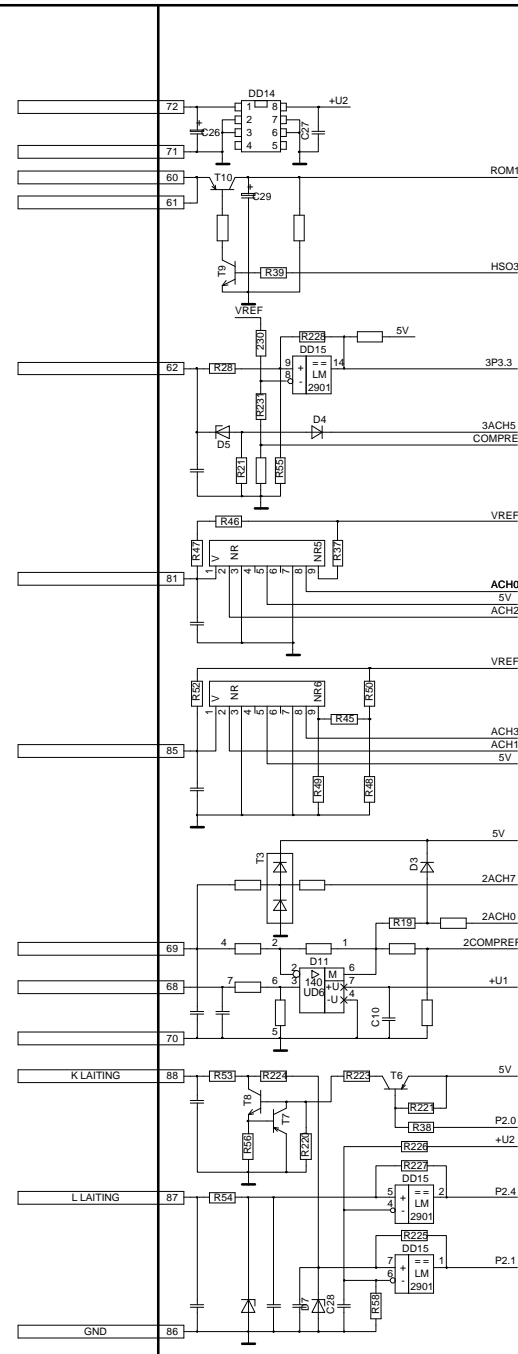 DD14
72 + C26 1 8 +U2
2 7 C27
3 6
71 4 5
60 T10 ROM1
61 + C29
T9 R39 HSO3
VREF
230 R228 5V
DD15
62 R28 9 + == 14 3P3.3
8 - LM
2901
R231
D5 D4 3ACH5
COMPRE
R21 R55
R46 VREF
R47 V NR NR5 R37
81 1 2 3 4 5 6 7 8 9
ACH0
5V
ACH2
VREF
R52 V NR NR6 R50
1 2 3 4 5 6 7 8 9
R45
ACH3
85 ACH1
5V
R49 R48
5V
T3 D3
2ACH7
R19 2ACH0
69 4 2 1 2COMPREF
D11
2 M 6
68 7 6 3 140 +U 7 +U1
UD6 -U 4
C10
70 5
K LAITING 88 R53 R224 R223 T6 5V
T8 T7 R221
R38 P2.0
R56 R220
R226 +U2
R227
DD15
L LAITING 87 R54 5 + == 2 P2.4
4 - LM
2901
R225
DD15
7 + == 1 P2.1
6 - LM
2901
D7 C28 R58
GND 86